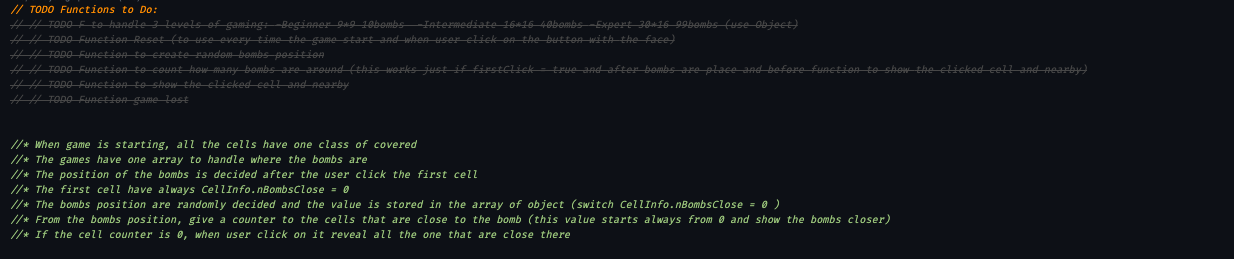 // TODO Functions to Do:
// // TODO F to handle 3 levels of gaming: -Beginner 9*9 10bombs  -Intermediate 16*16 40bombs -Expert 30*16 99bombs (use Object)
// // TODO Function Reset (to use every time the game start and when user click on the button with the face)
// // TODO Function to create random bombs position
// // TODO Function to count how many bombs are around (this works just if firstClick = true and after bombs are place and before function to show the clicked cell and nearby)
// // TODO Function to show the clicked cell and nearby
// // TODO Function game lost
//* When game is starting, all the cells have one class of covered
//* The games have one array to handle where the bombs are
//* The position of the bombs is decided after the user click the first cell
//* The first cell have always CellInfo.nBombsClose = 0
//* The bombs position are randomly decided and the value is stored in the array of object (switch CellInfo.nBossClose = 0 )
//* From the bombs position, give a counter to the cells that are close to the bomb (this value starts always from 0 and show the bombs closer)
//* If the cell counter is 0, when user click on it reveal all the one that are close there